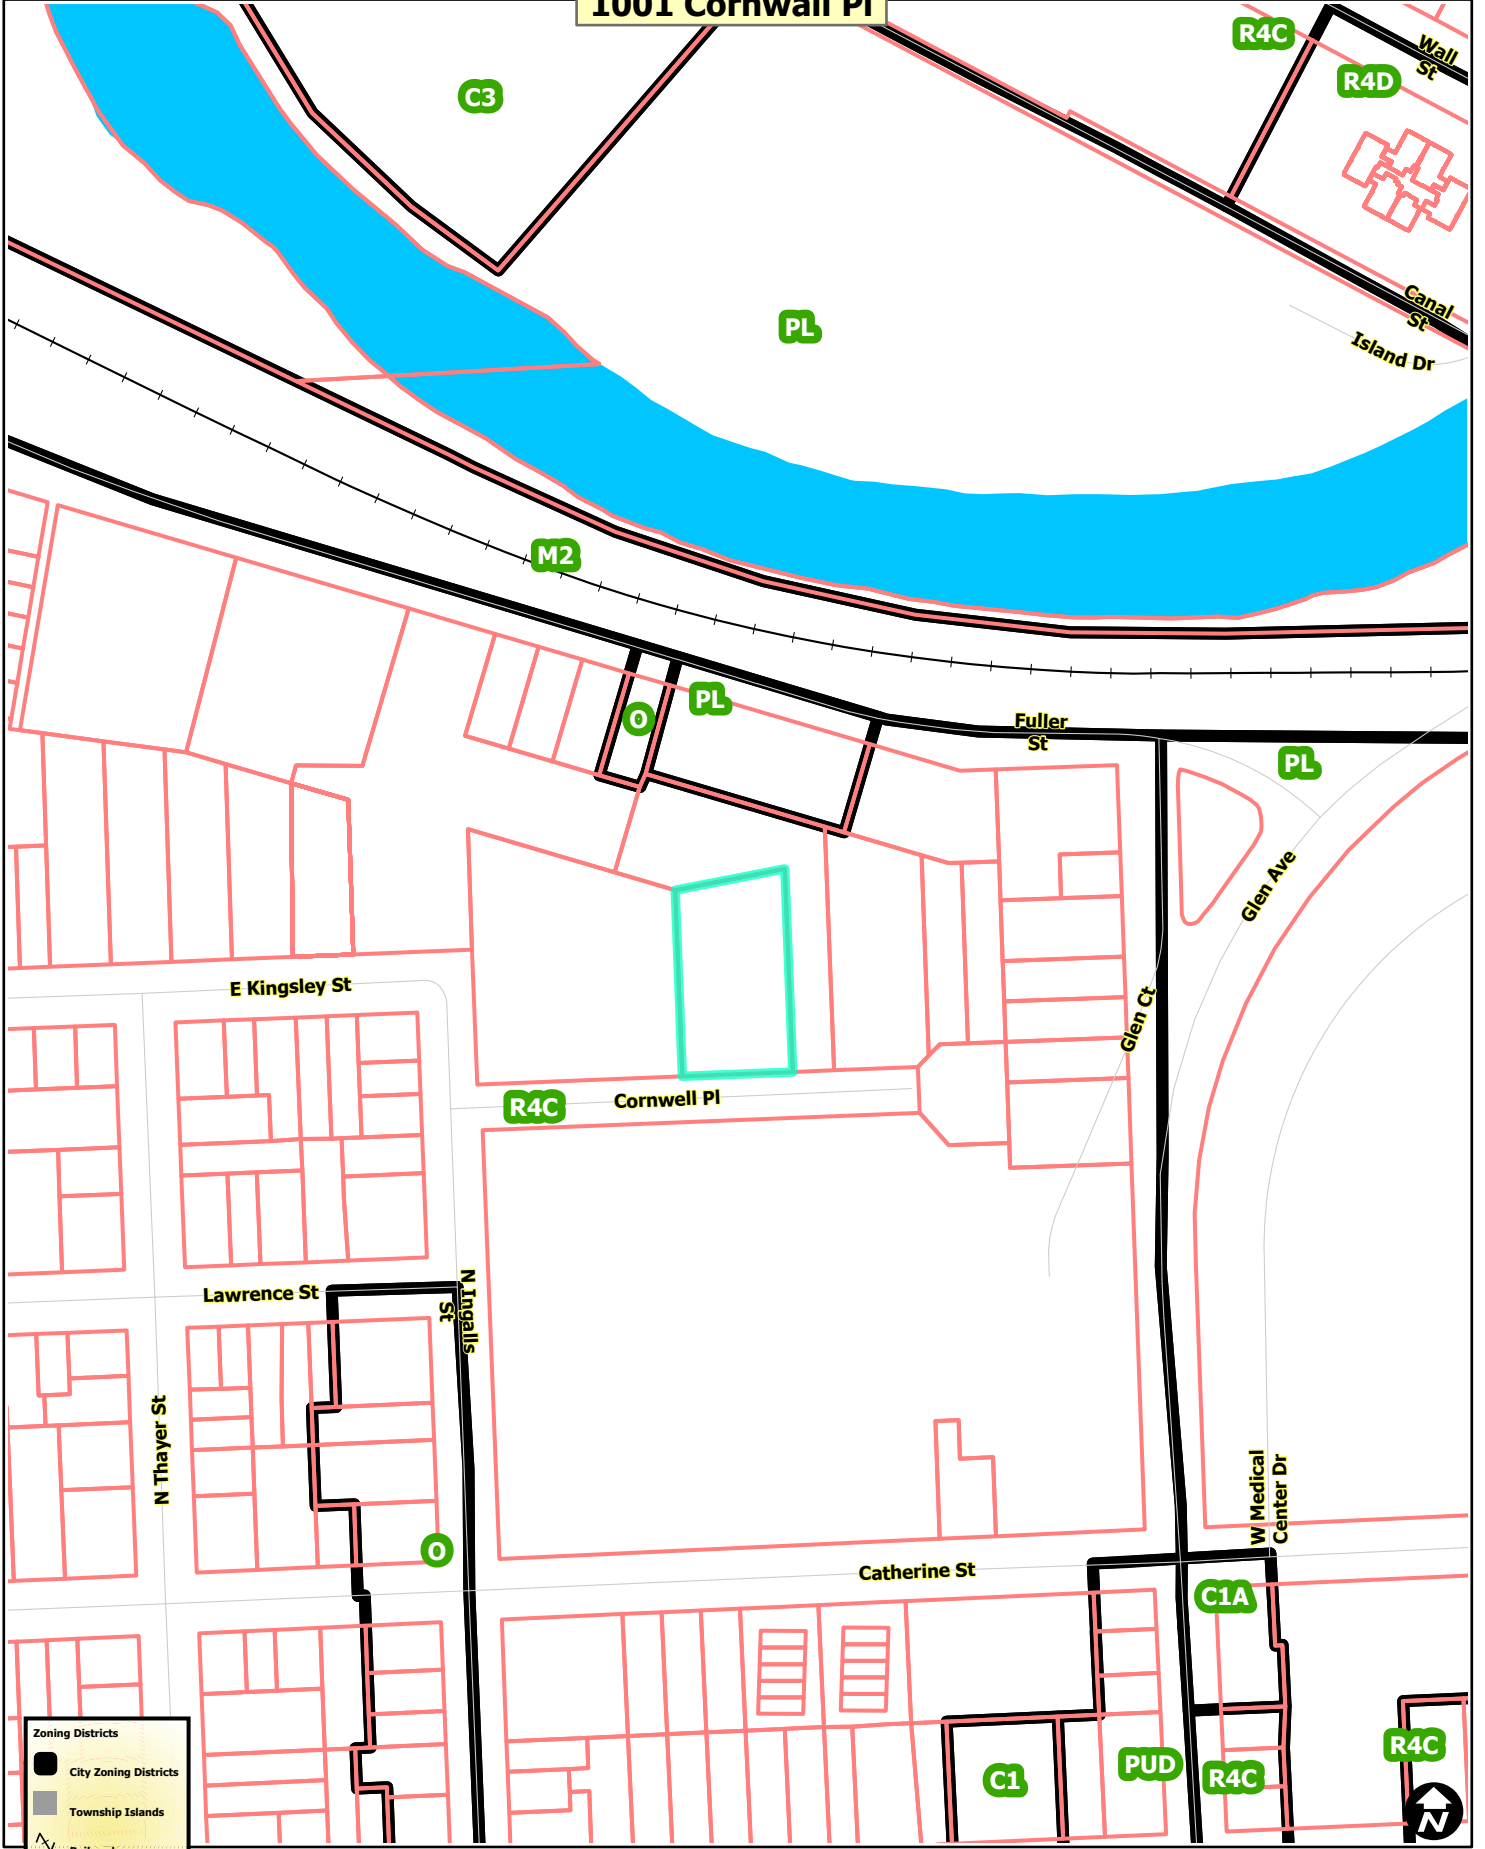 1001 Cornwall Pl
R4C
Wall
St
R4D
C3
Canal
St
PL
Island Dr
M2
PL
O
Fuller
St
PL
Glen Ave
E Kingsley St
Glen Ct
Cornwell Pl
R4C
Lawrence St
N Ingalls
St
N Thayer St
W Medical
Center Dr
O
Catherine St
C1A
Zoning Districts
City Zoning Districts
Township Islands
C1
PUD
R4C
R4C
N